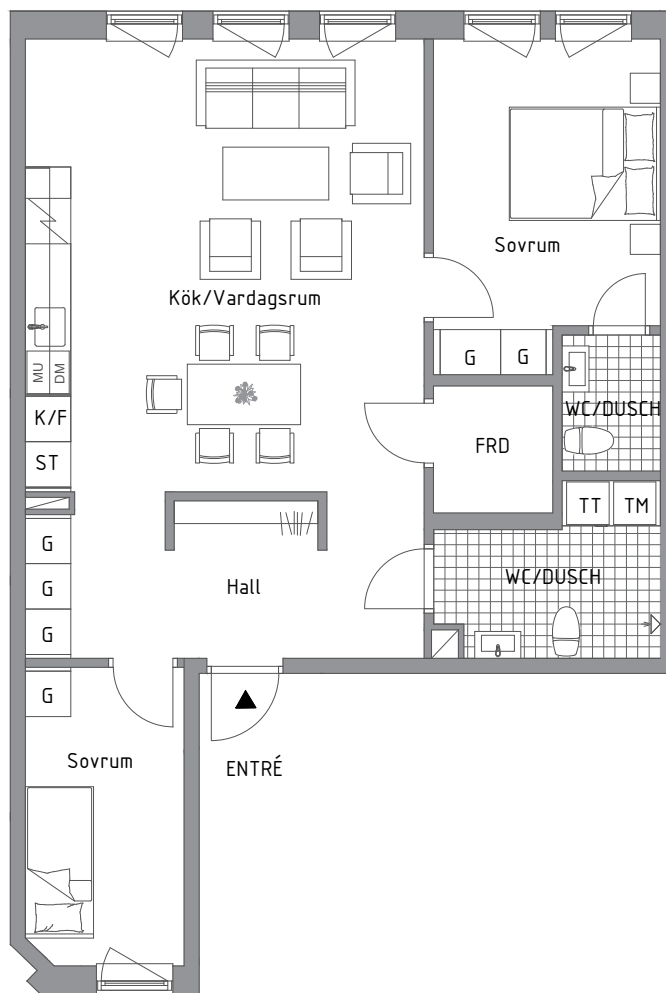 Sovrum
Kök/Vardagsrum
G
G
MU
DM
WC/DUSCH
K/F
FRD
ST
TT
TM
G
WC/DUSCH
G
Hall
G
G
Sovrum
ENTRÉ